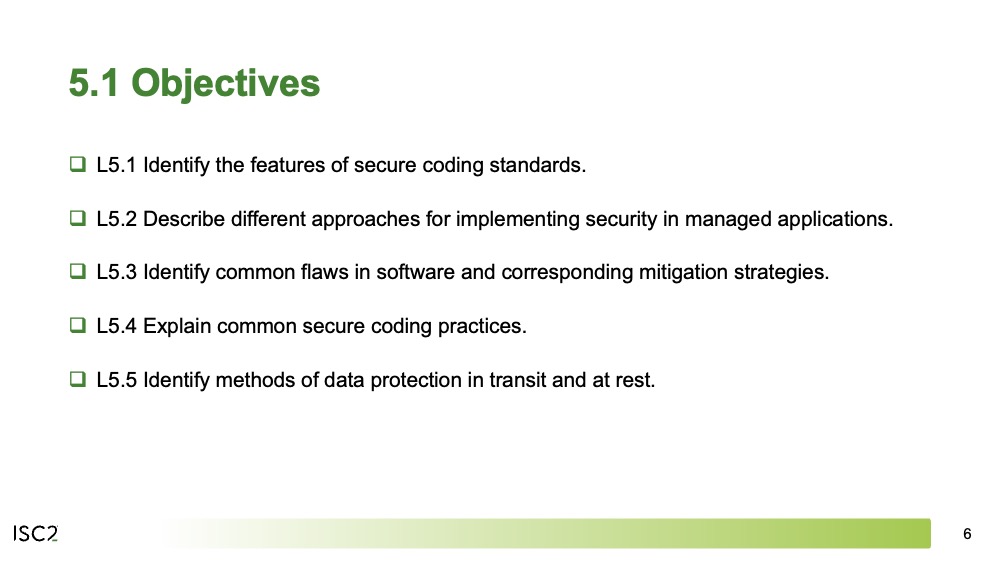 5.1 Objectives
L5.1 Identify the features of secure coding standards.
L5.2 Describe different approaches for implementing security in managed applications.
L5.3 Identify common flaws in software and corresponding mitigation strategies.
L5.4 Explain common secure coding practices.
L5.5 Identify methods of data protection in transit and at rest.
ISC2
6